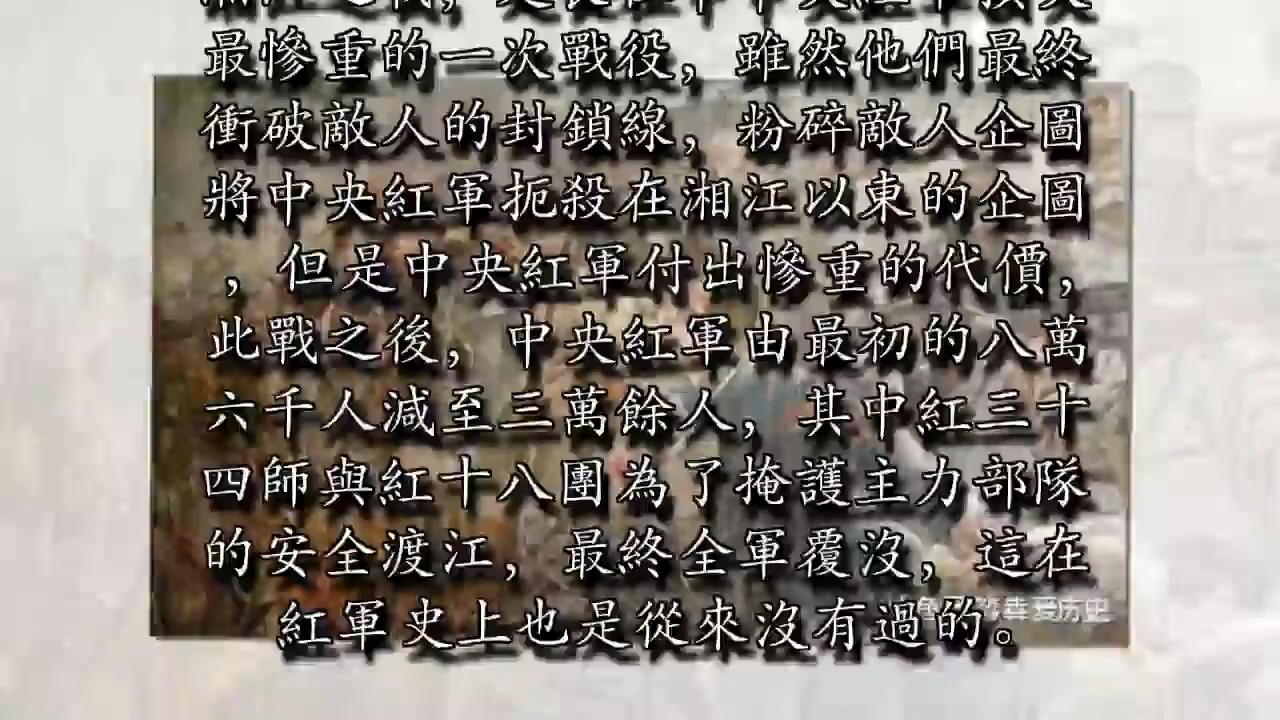 最慘重的一次戰役，雖然他們最終
衝破敵人的封鎖線，粉碎敵人企圖
將中央紅軍扼殺在湘江以東的企圖
，但是中央紅軍付出慘重的代價，
此戰之後，中央紅軍由最初的八萬
六千人減至三萬餘人，其中紅三十
四師與紅十八團為了掩護主力部隊
的安全渡江，最終全軍覆沒，這在
紅軍史上也是從來沒有過的。
爱历史